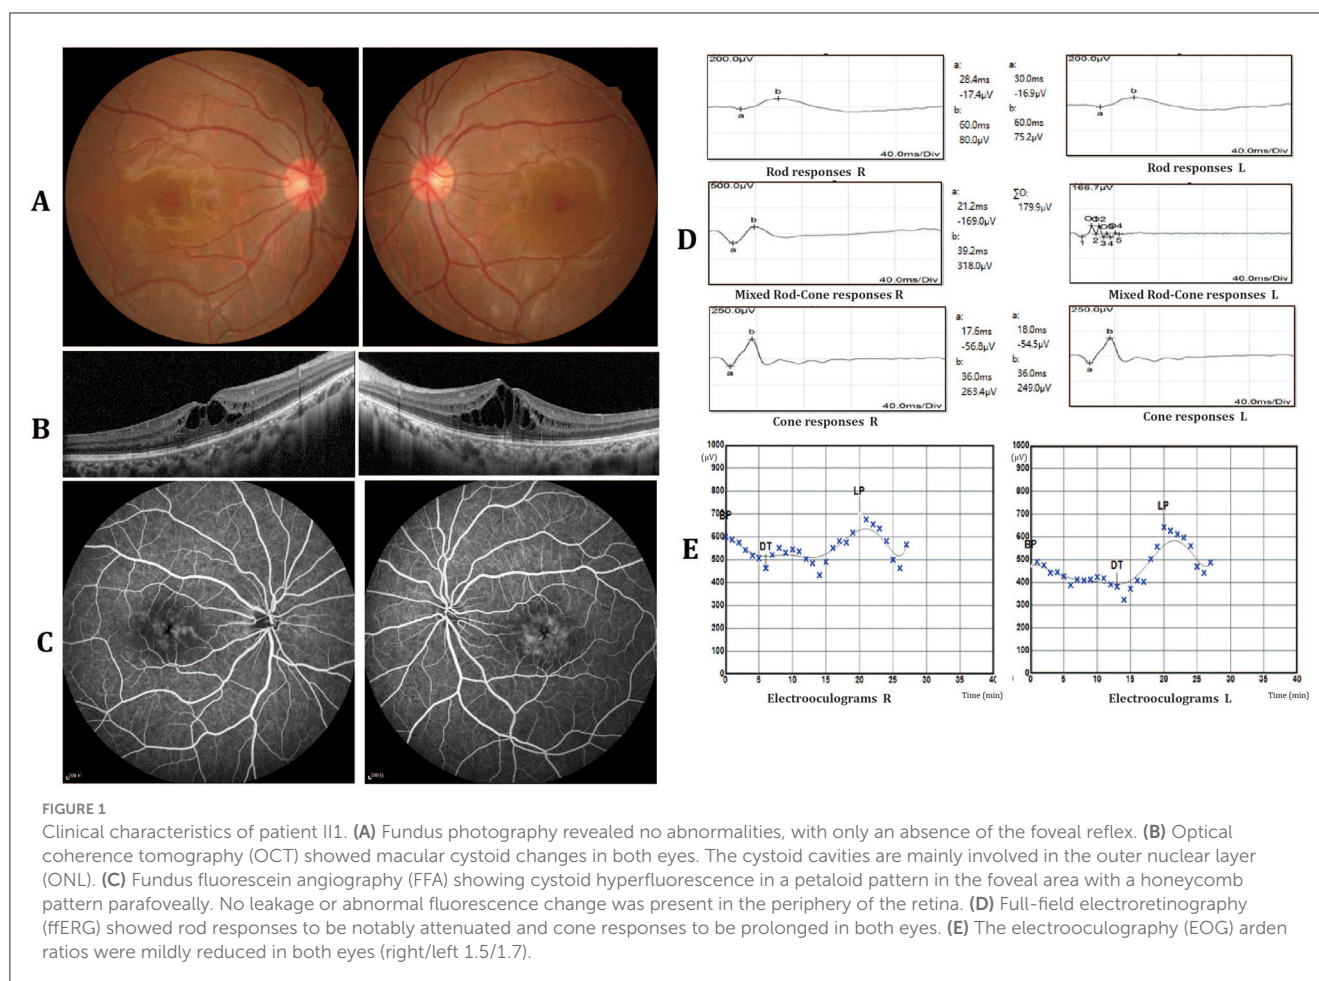 A
B
C
200 μ
200 μ
D
200.0μV
a
b
40.0ms/Div
Rod responses R
a:
28.4ms
-17.4μV
b:
60.0ms
80.0μV
a:
30.0ms
-16.9μV
b:
60.0ms
75.2μV
200.0μV
a
b
40.0ms/Div
Rod responses L
500.0μV
a
b
40.0ms/Div
Mixed Rod-Cone responses R
a:
21.2ms
-169.0μV
b:
39.2ms
318.0μV
∑O:
179.9μV
166.7μV
40.0ms/Div
Mixed Rod-Cone responses L
250.0μV
a
b
40.0ms/Div
Cone responses R
a:
17.6ms
-56.8μV
b:
36.0ms
263.4μV
a:
18.0ms
-54.5μV
b:
36.0ms
249.0μV
250.0μV
a
b
40.0ms/Div
Cone responses L
E
1000
(μV)
900
800
700
600
500
400
300
200
100
0
BP
DT
LP
0 5 10 15 20 25 30 35 40
Electrooculograms R
Time (min)
1000
(μV)
900
800
700
600
500
400
300
200
100
0
BP
DT
LP
0 5 10 15 20 25 30 35 40
Electrooculograms L
Time (min)
FIGURE 1
Clinical characteristics of patient II1. (A) Fundus photography revealed no abnormalities, with only an absence of the foveal reflex. (B) Optical
coherence tomography (OCT) showed macular cystoid changes in both eyes. The cystoid cavities are mainly involved in the outer nuclear layer
(ONL). (C) Fundus fluorescein angiography (FFA) showing cystoid hyperfluorescence in a petaloid pattern in the foveal area with a honeycomb
pattern parafoveally. No leakage or abnormal fluorescence change was present in the periphery of the retina. (D) Full-field electroretinography
(ffERG) showed rod responses to be notably attenuated and cone responses to be prolonged in both eyes. (E) The electrooculography (EOG) arden
ratios were mildly reduced in both eyes (right/left 1.5/1.7).